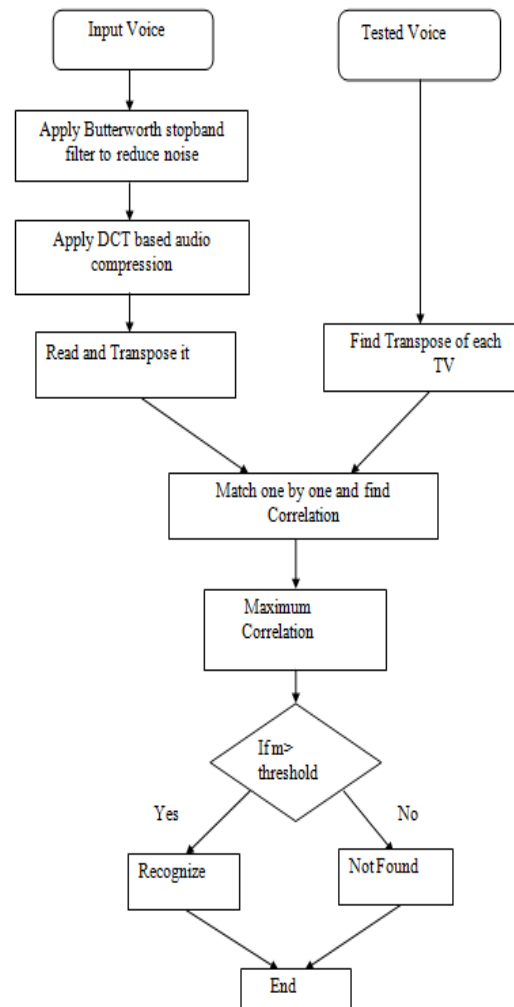 Input Voice
Tested Voice
Apply Butterworth stopband
filter to reduce noise
Apply DCT based audio
compression
Read and Transpose it
Find Transpose of each
TV
Match one by one and find
Correlation
Maximum
Correlation
If m>
threshold
Yes
No
Recognize
Not Found
End